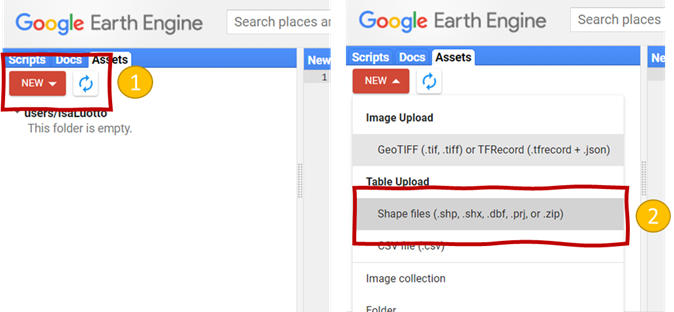 Google Earth Engine
Search places an
Scripts Docs Assets
New
NEW
1
1
users/IsaLuotto
This folder is empty.
Google Earth Engine
Search places
Scripts Docs Assets
Ne
NEW
Image Upload
GeoTIFF (.tif, .tiff) or TFRecord (.tfrecord + .json)
Table Upload
Shape files (.shp, .shx, .dbf, .prj, or .zip)
2
CSV file (.csv)
Image collection
Folder